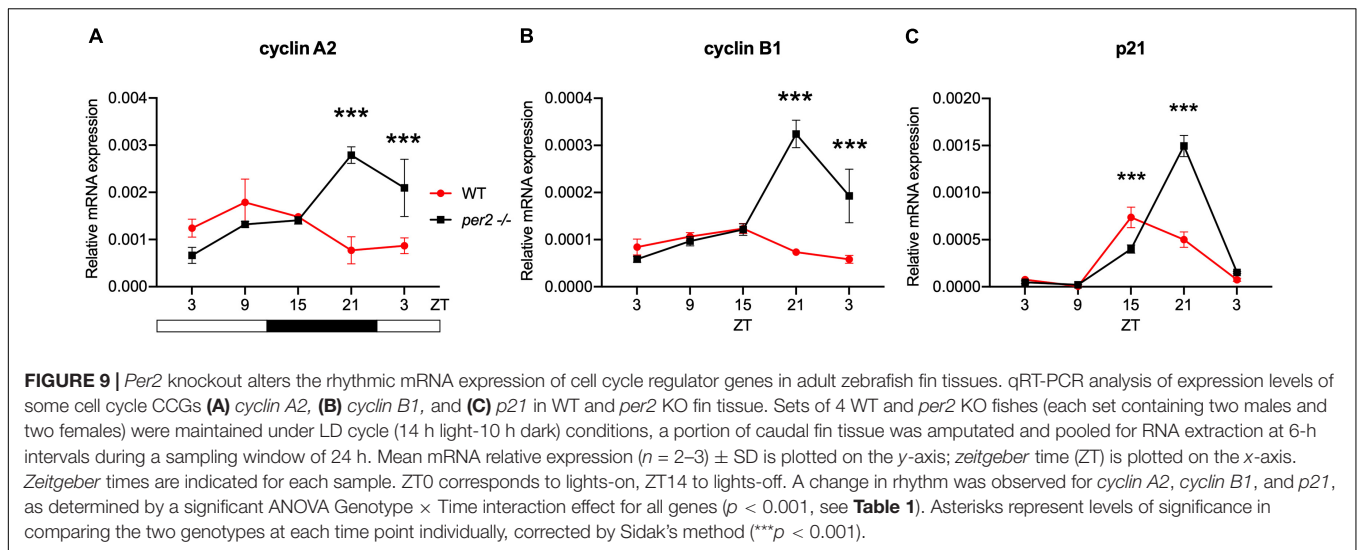 A
cyclin A2
Relative mRNA expression
0.004
0.003
0.002
0.001
0.000
***
***
3 9 15 21 3 ZT
WT
per2 -/-
B
cyclin B1
Relative mRNA expression
0.0004
0.0003
0.0002
0.0001
0.0000
***
***
3 9 15 21 3
ZT
C
p21
Relative mRNA expression
0.0020
0.0015
0.0010
0.0005
0.0000
***
***
3 9 15 21 3
ZT
FIGURE 9 | Per2 knockout alters the rhythmic mRNA expression of cell cycle regulator genes in adult zebrafish fin tissues. qRT-PCR analysis of expression levels of
some cell cycle CCGs (A) cyclin A2, (B) cyclin B1, and (C) p21 in WT and per2 KO fin tissue. Sets of 4 WT and per2 KO fishes (each set containing two males and
two females) were maintained under LD cycle (14 h light-10 h dark) conditions, a portion of caudal fin tissue was amputated and pooled for RNA extraction at 6-h
intervals during a sampling window of 24 h. Mean mRNA relative expression (n = 2–3) ± SD is plotted on the y-axis; zeitgeber time (ZT) is plotted on the x-axis.
Zeitgeber times are indicated for each sample. ZT0 corresponds to lights-on, ZT14 to lights-off. A change in rhythm was observed for cyclin A2, cyclin B1, and p21,
as determined by a significant ANOVA Genotype × Time interaction effect for all genes (p < 0.001, see Table 1). Asterisks represent levels of significance in
comparing the two genotypes at each time point individually, corrected by Sidak's method (***p < 0.001).